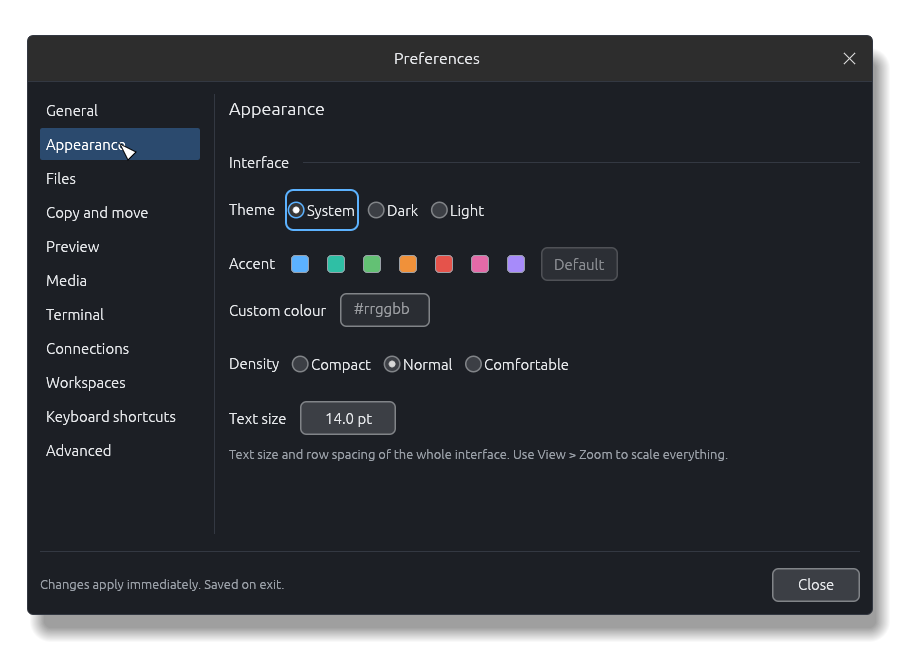 Preferences
General
Appearance
Files
Copy and move
Preview
Media
Terminal
Connections
Workspaces
Keyboard shortcuts
Advanced
Appearance
Interface
Theme System Dark Light
Accent Default
Custom colour #rrggbb
Density Compact Normal Comfortable
Text size 14.0 pt
Text size and row spacing of the whole interface. Use View > Zoom to scale everything.
Changes apply immediately. Saved on exit.
Close